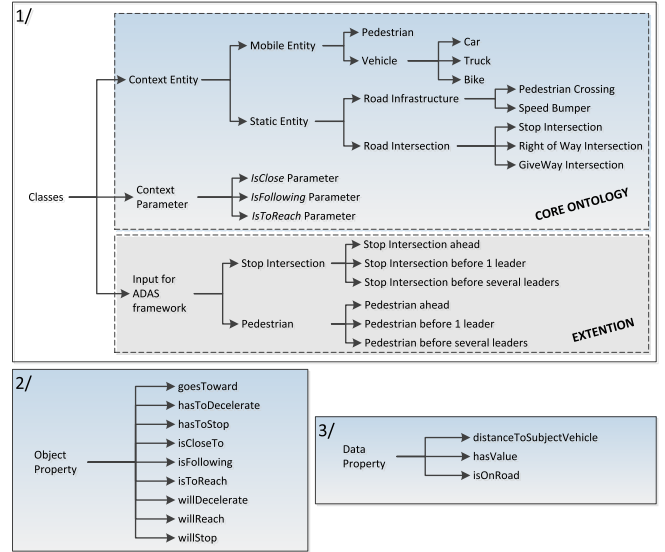 1/
Mobile Entity
Pedestrian
Vehicle
Car
Truck
Bike
Context Entity
Static Entity
Road Infrastructure
Pedestrian Crossing
Speed Bumper
Road Intersection
Stop Intersection
Right of Way Intersection
GiveWay Intersection
Classes
Context
Parameter
IsClose Parameter
IsFollowing Parameter
IsToReach Parameter
CORE ONTOLOGY
Input for
ADAS
framework
Stop Intersection
Stop Intersection ahead
Stop Intersection before 1 leader
Stop Intersection before several leaders
Pedestrian
Pedestrian ahead
Pedestrian before 1 leader
Pedestrian before several leaders
EXTENTION
2/
Object
Property
goesToward
hasToDecelerate
hasToStop
isCloseTo
isFollowing
isToReach
willDecelerate
willReach
willStop
3/
Data
Property
distanceToSubjectVehicle
hasValue
isOnRoad